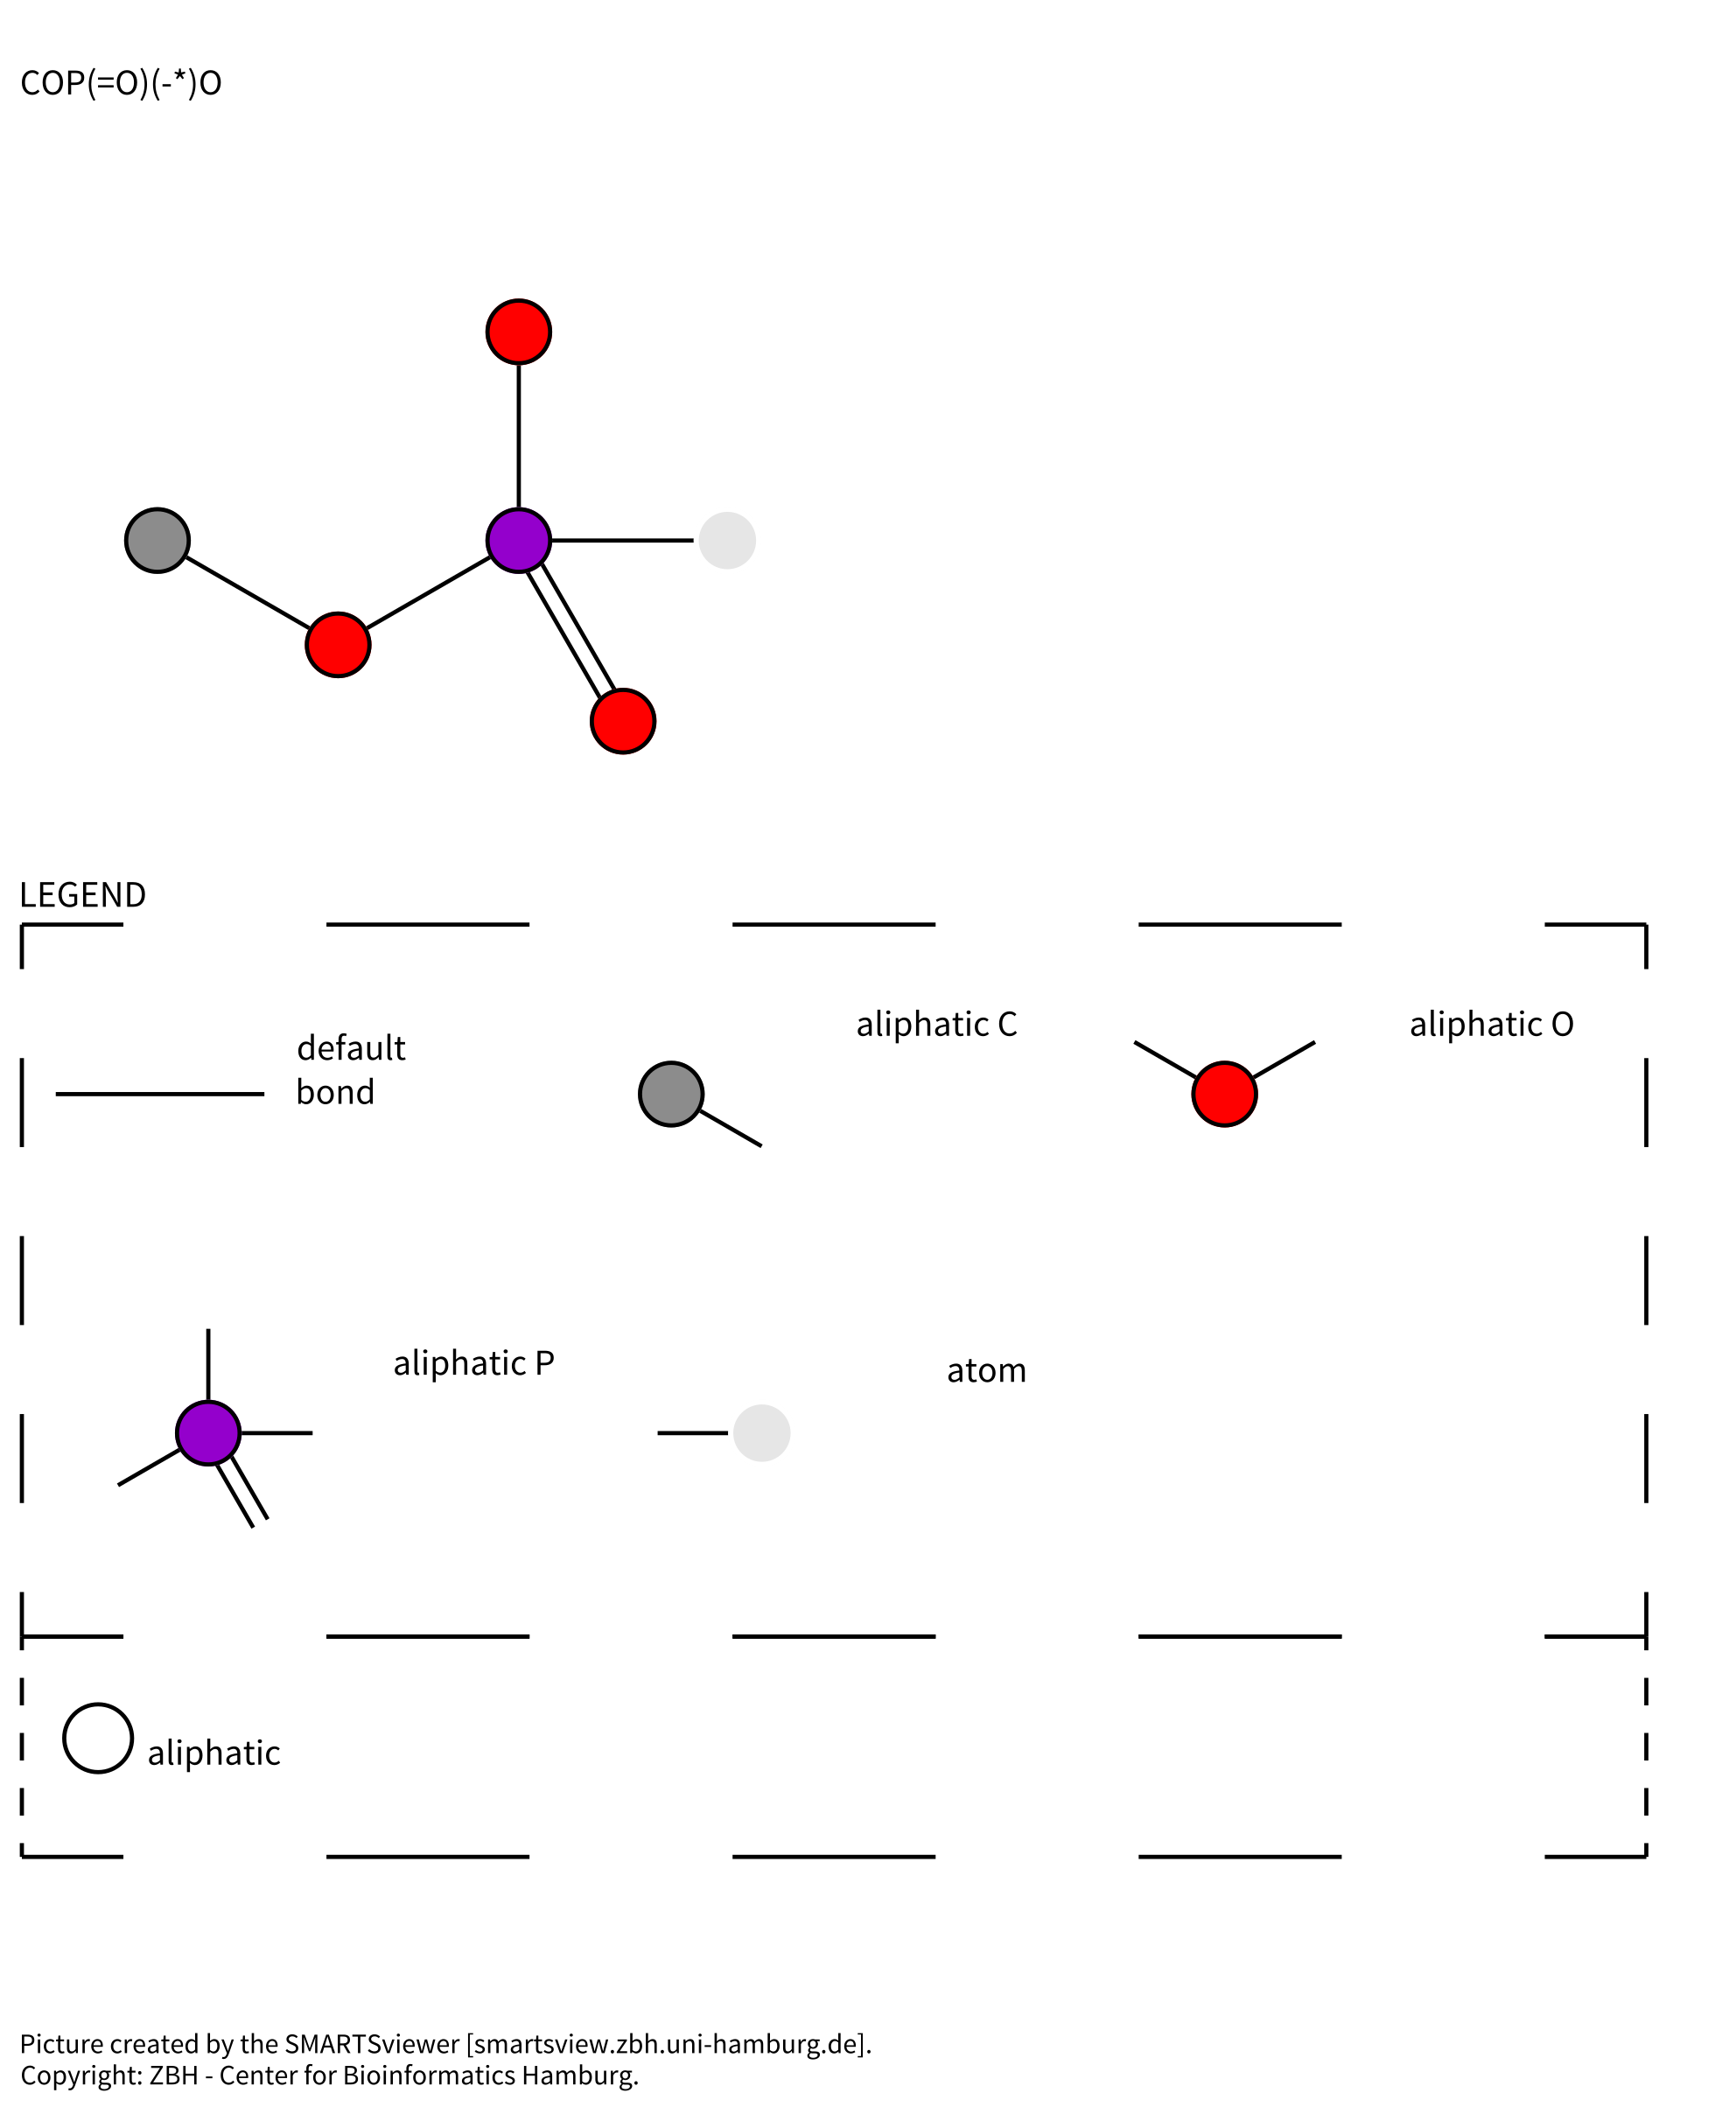 COP(=O)(-*)O
LEGEND
default
bond
aliphatic C
aliphatic O
aliphatic P
atom
aliphatic
Picture created by the SMARTSviewer [smartsview.zbh.uni-hamburg.de].
Copyright: ZBH - Center for Bioinformatics Hamburg.